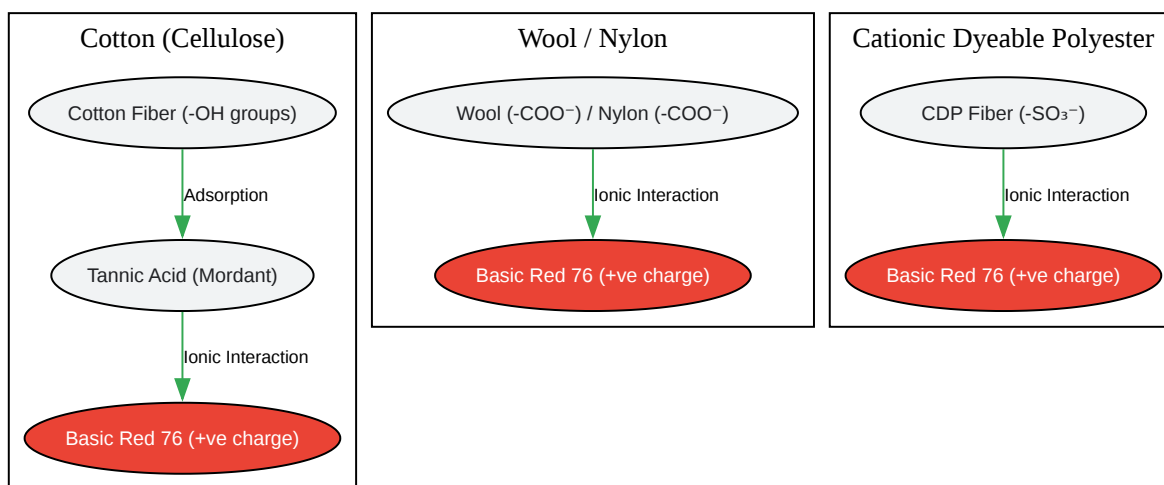 Cotton (Cellulose)
Cotton Fiber (-OH groups)
Adsorption
Tannic Acid (Mordant)
Ionic Interaction
Basic Red 76 (+ve charge)
Wool / Nylon
Wool (-COO⁻) / Nylon (-COO⁻)
Ionic Interaction
Basic Red 76 (+ve charge)
Cationic Dyeable Polyester
CDP Fiber (-SO₃⁻)
Ionic Interaction
Basic Red 76 (+ve charge)